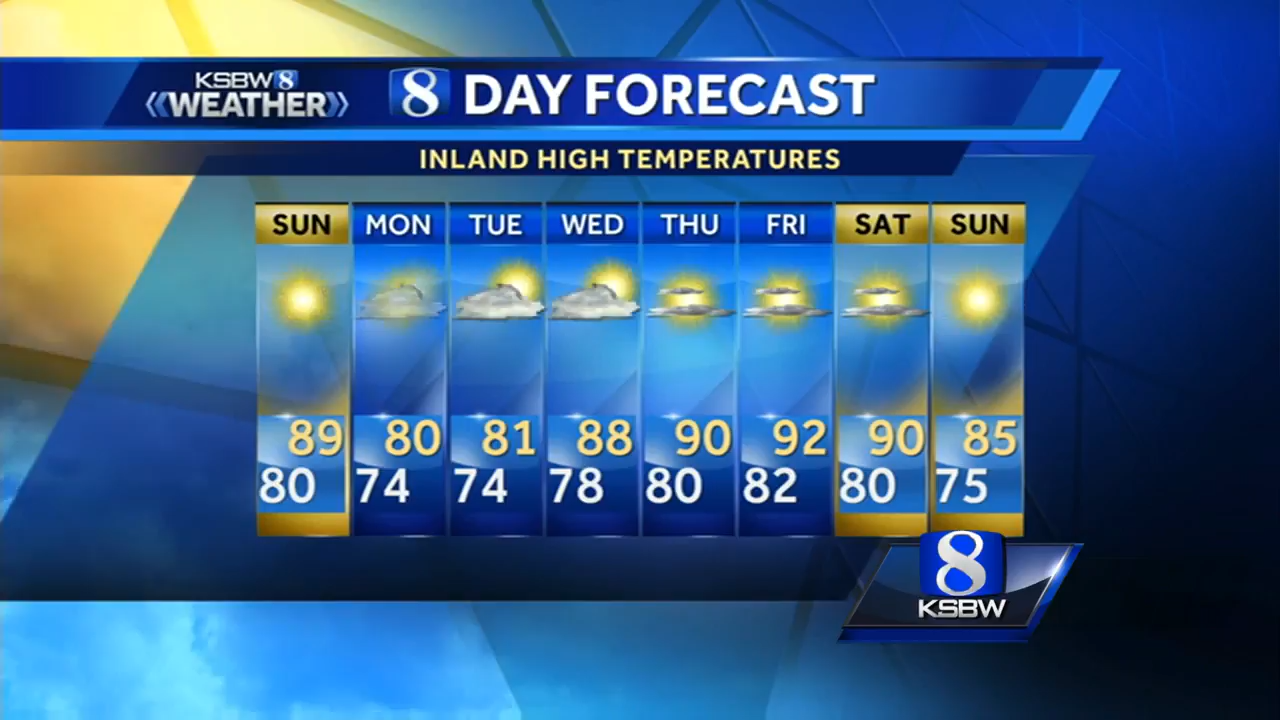 KSBW 8
WEATHER
8 DAY FORECAST
INLAND HIGH TEMPERATURES
SUN MON TUE WED THU FRI SAT SUN
89 80 81 88 90 92 90 85
80 74 74 78 80 82 80 75
8
KSBW